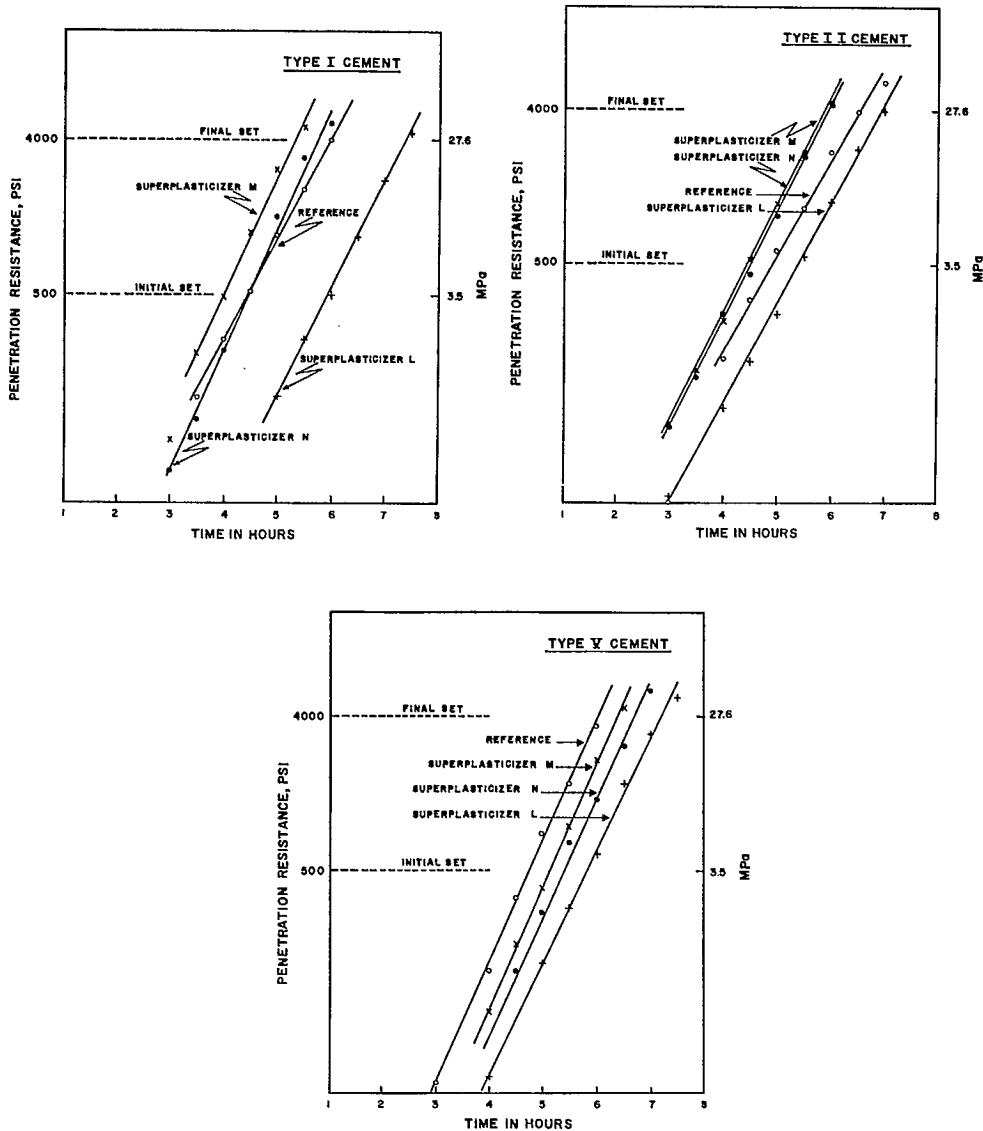 TYPE I CEMENT
FINAL SET
4000
27.6
SUPERPLASTICIZER M
REFERENCE
INITIAL SET
500
3.5
MPa
PENETRATION RESISTANCE, PSI
SUPERPLASTICIZER L
SUPERPLASTICIZER N
1 2 3 4 5 6 7 8
TIME IN HOURS
TYPE II CEMENT
FINAL SET
4000
27.6
SUPERPLASTICIZER M
SUPERPLASTICIZER N
REFERENCE
SUPERPLASTICIZER L
INITIAL SET
500
3.5
MPa
PENETRATION RESISTANCE, PSI
1 2 3 4 5 6 7 8
TIME IN HOURS
TYPE V CEMENT
FINAL SET
4000
27.6
REFERENCE
SUPERPLASTICIZER M
SUPERPLASTICIZER N
SUPERPLASTICIZER L
INITIAL SET
500
3.5
MPa
PENETRATION RESISTANCE, PSI
1 2 3 4 5 6 7 8
TIME IN HOURS